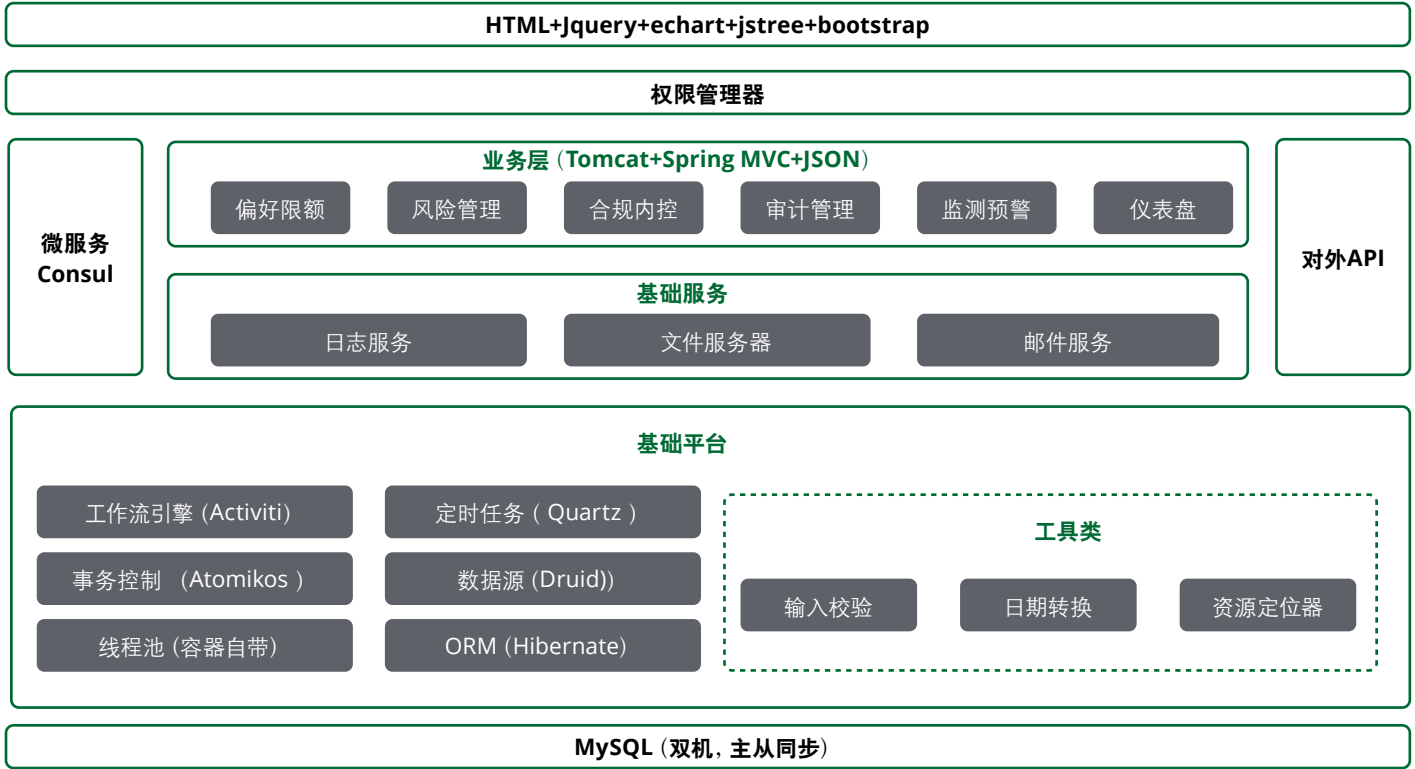 HTML+Jquery+echart+jstree+bootstrap
权限管理器
微服务
Consul
业务层（Tomcat+Spring MVC+JSON）
偏好限额
风险管理
合规内控
审计管理
监测预警
仪表盘
基础服务
日志服务
文件服务器
邮件服务
对外API
基础平台
工作流引擎 (Activiti)
定时任务 ( Quartz )
事务控制 （Atomikos ）
数据源 (Druid))
线程池 (容器自带)
ORM (Hibernate)
工具类
输入校验
日期转换
资源定位器
MySQL（双机，主从同步）